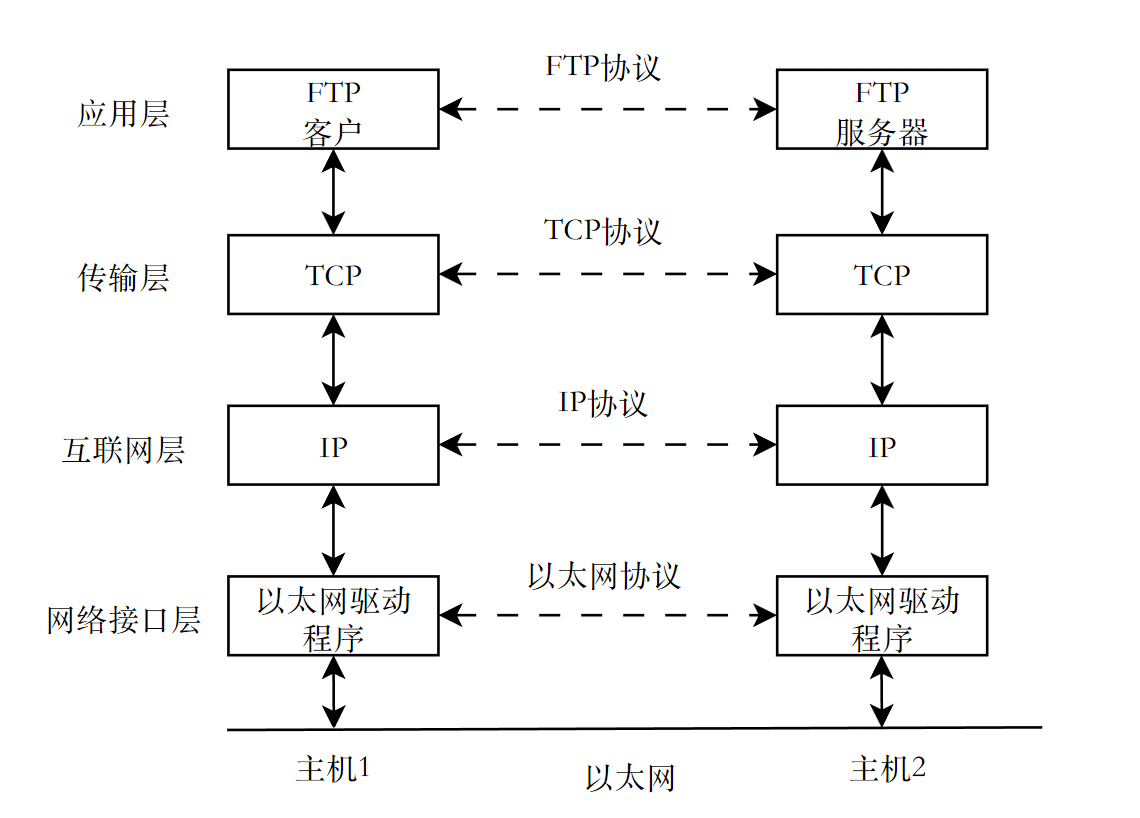 FTP协议
应用层
FTP
客户
FTP
服务器
TCP协议
传输层
TCP
TCP
IP协议
互联网层
IP
IP
以太网协议
网络接口层
以太网驱动
程序
以太网驱动
程序
主机1
以太网
主机2